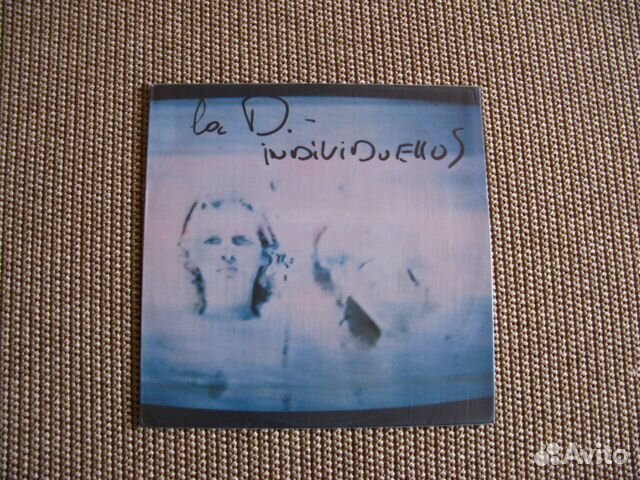 la D. -
iNDiViDuEllOS
Avito